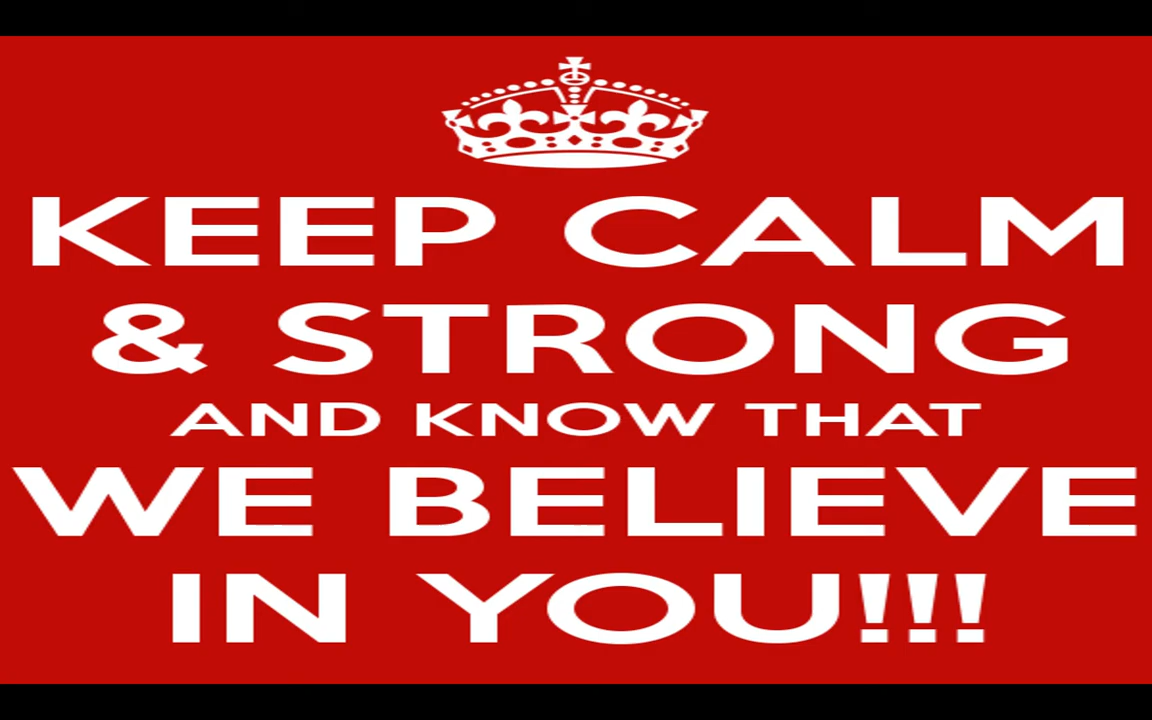 KEEP CALM
& STRONG
AND KNOW THAT
WE BELIEVE
IN YOU!!!